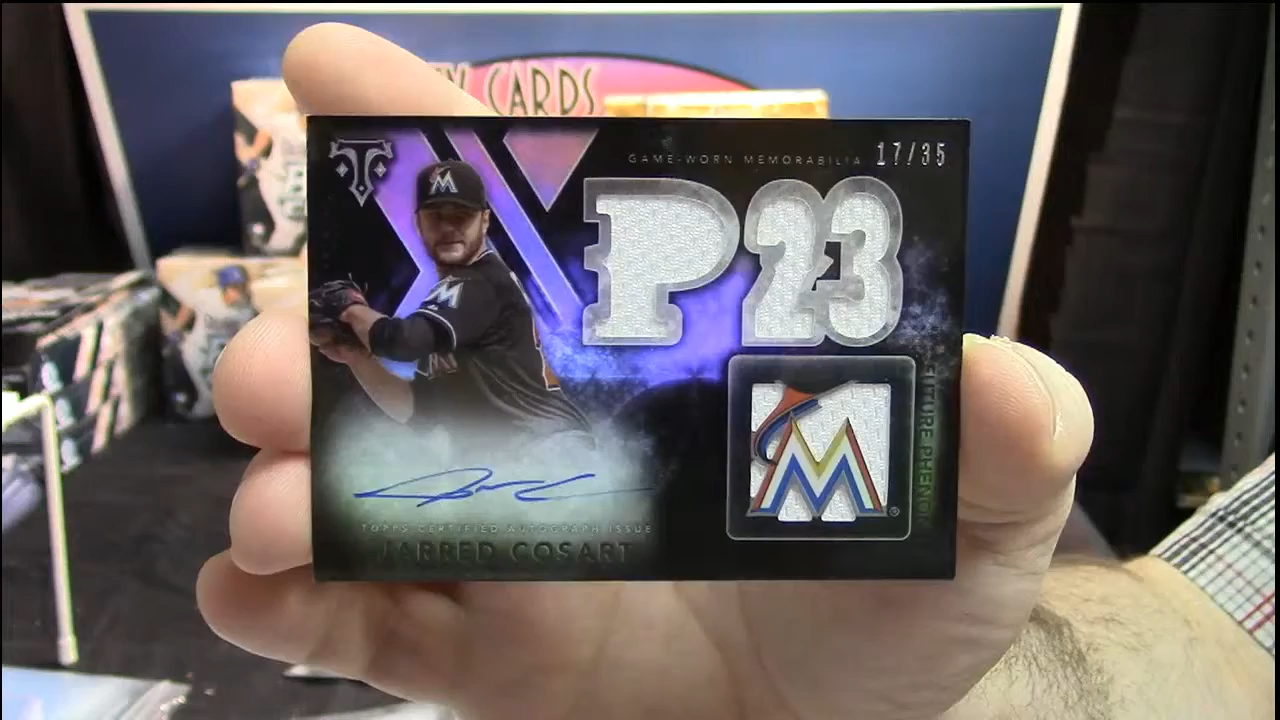 CARDS
GAME-WORN MEMORABILIA 17/35
P23
FUTURE PHENOM
M
TOPPS CERTIFIED AUTOGRAPH ISSUE
JARRED COSART